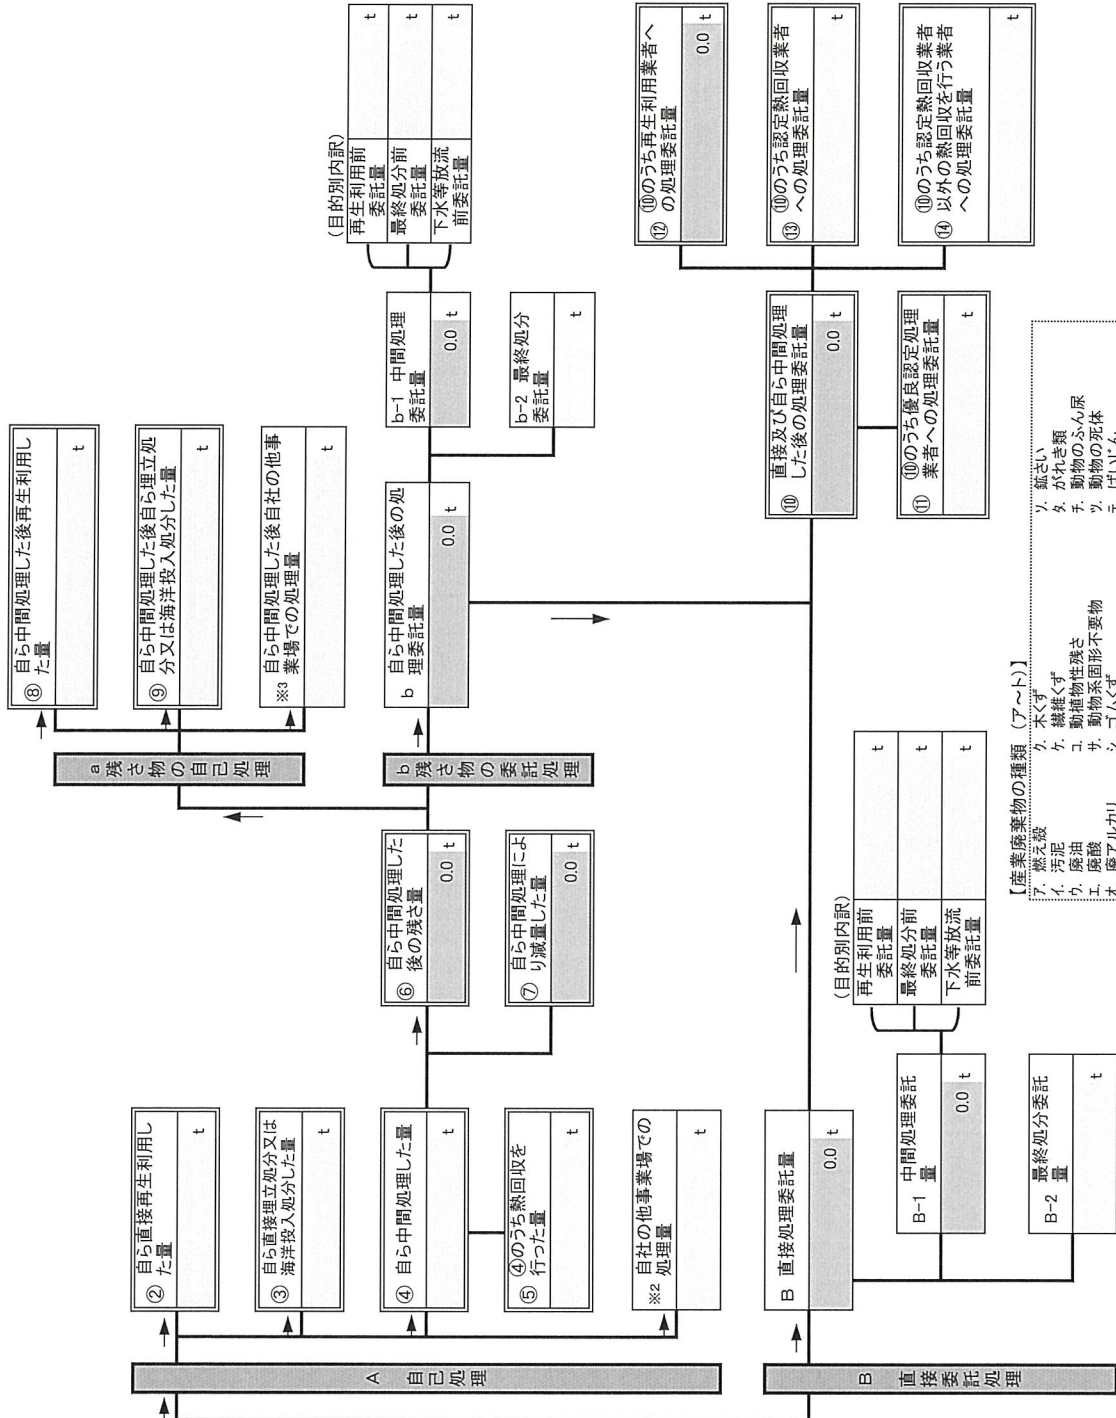 A 自己処理
② 自ら直接再生利用し
た量
t
③ 自ら直接埋立処分又は
海洋投入処分した量
t
④ 自ら中間処理した量
t
⑤ ④のうち熱回収を
行った量
t
※2 自社の他事業場での
処理量
t
⑥ 自ら中間処理した
後の残さ量
0.0 t
⑦ 自ら中間処理によ
り減量した量
0.0 t
a 残さ物の自己処理
⑧ 自ら中間処理した後再生利用し
た量
t
⑨ 自ら中間処理した後自ら埋立処
分又は海洋投入処分した量
t
※3 自ら中間処理した後自社の他事
業場での処理量
t
b 残さ物の委託処理
b 自ら中間処理した後の処
理委託量
0.0 t
b-1 中間処理
委託量
0.0 t
b-2 最終処分
委託量
t
(目的別内訳)
再生利用前
委託量
t
最終処分前
委託量
t
下水等放流
前委託量
t
B 直接委託処理
B 直接処理委託量
0.0 t
B-1 中間処理委託
量
0.0 t
B-2 最終処分委託
量
t
(目的別内訳)
再生利用前
委託量
t
最終処分前
委託量
t
下水等放流
前委託量
t
⑩ 直接及び自ら中間処理
した後の処理委託量
0.0 t
⑪ ⑩のうち優良認定処理
業者への処理委託量
t
⑫ ⑩のうち再生利用業者へ
の処理委託量
0.0 t
⑬ ⑩のうち認定熱回収業者
への処理委託量
t
⑭ ⑩のうち認定熱回収業者
以外の熱回収を行う業者
への処理委託量
t
【産業廃棄物の種類 (ア~ト)】
ア. 燃え殻
イ. 汚泥
ウ. 廃油
エ. 廃酸
オ. 廃アルカリ
ク. 木くず
ケ. 繊維くず
コ. 動植物性残さ
サ. 動物系固形不要物
シ. ゴムくず
ソ. 鉱さい
タ. がれき類
チ. 動物のふん尿
ツ. 動物の死体
テ. ばいじん